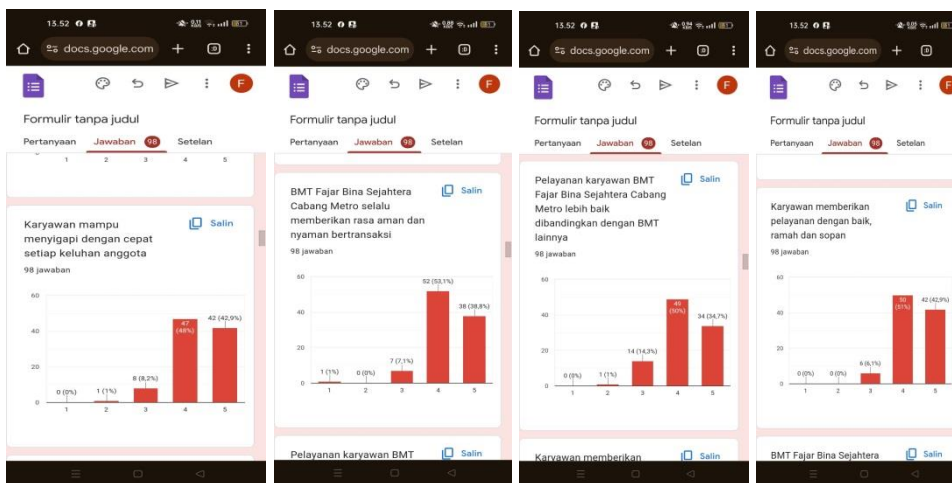 13.52
docs.google.com
F
Formulir tanpa judul
Pertanyaan Jawaban 98 Setelan
1 2 3 4 5
Karyawan mampu
menyigapi dengan cepat
setiap keluhan anggota
Salin
98 jawaban
60
40
20
0
0 (0%)
1 (1%)
8 (8,2%)
47
(48%)
42 (42,9%)
1 2 3 4 5
13.52
docs.google.com
F
Formulir tanpa judul
Pertanyaan Jawaban 98 Setelan
BMT Fajar Bina Sejahtera
Cabang Metro selalu
memberikan rasa aman dan
nyaman bertransaksi
Salin
98 jawaban
60
40
20
0
1 (1%)
0 (0%)
7 (7,1%)
52 (53,1%)
38 (38,8%)
1 2 3 4 5
Pelayanan karyawan BMT
Salin
13.52
docs.google.com
F
Formulir tanpa judul
Pertanyaan Jawaban 98 Setelan
Pelayanan karyawan BMT
Fajar Bina Sejahtera Cabang
Metro lebih baik
dibandingkan dengan BMT
lainnya
Salin
98 jawaban
60
40
20
0
0 (0%)
1 (1%)
14 (14,3%)
49
(50%)
34 (34,7%)
1 2 3 4 5
Karyawan memberikan
Salin
13.52
docs.google.com
F
Formulir tanpa judul
Pertanyaan Jawaban 98 Setelan
Karyawan memberikan
pelayanan dengan baik,
ramah dan sopan
Salin
98 jawaban
60
40
20
0
0 (0%)
0 (0%)
6 (6,1%)
50
(51%)
42 (42,9%)
1 2 3 4 5
BMT Fajar Bina Sejahtera
Salin